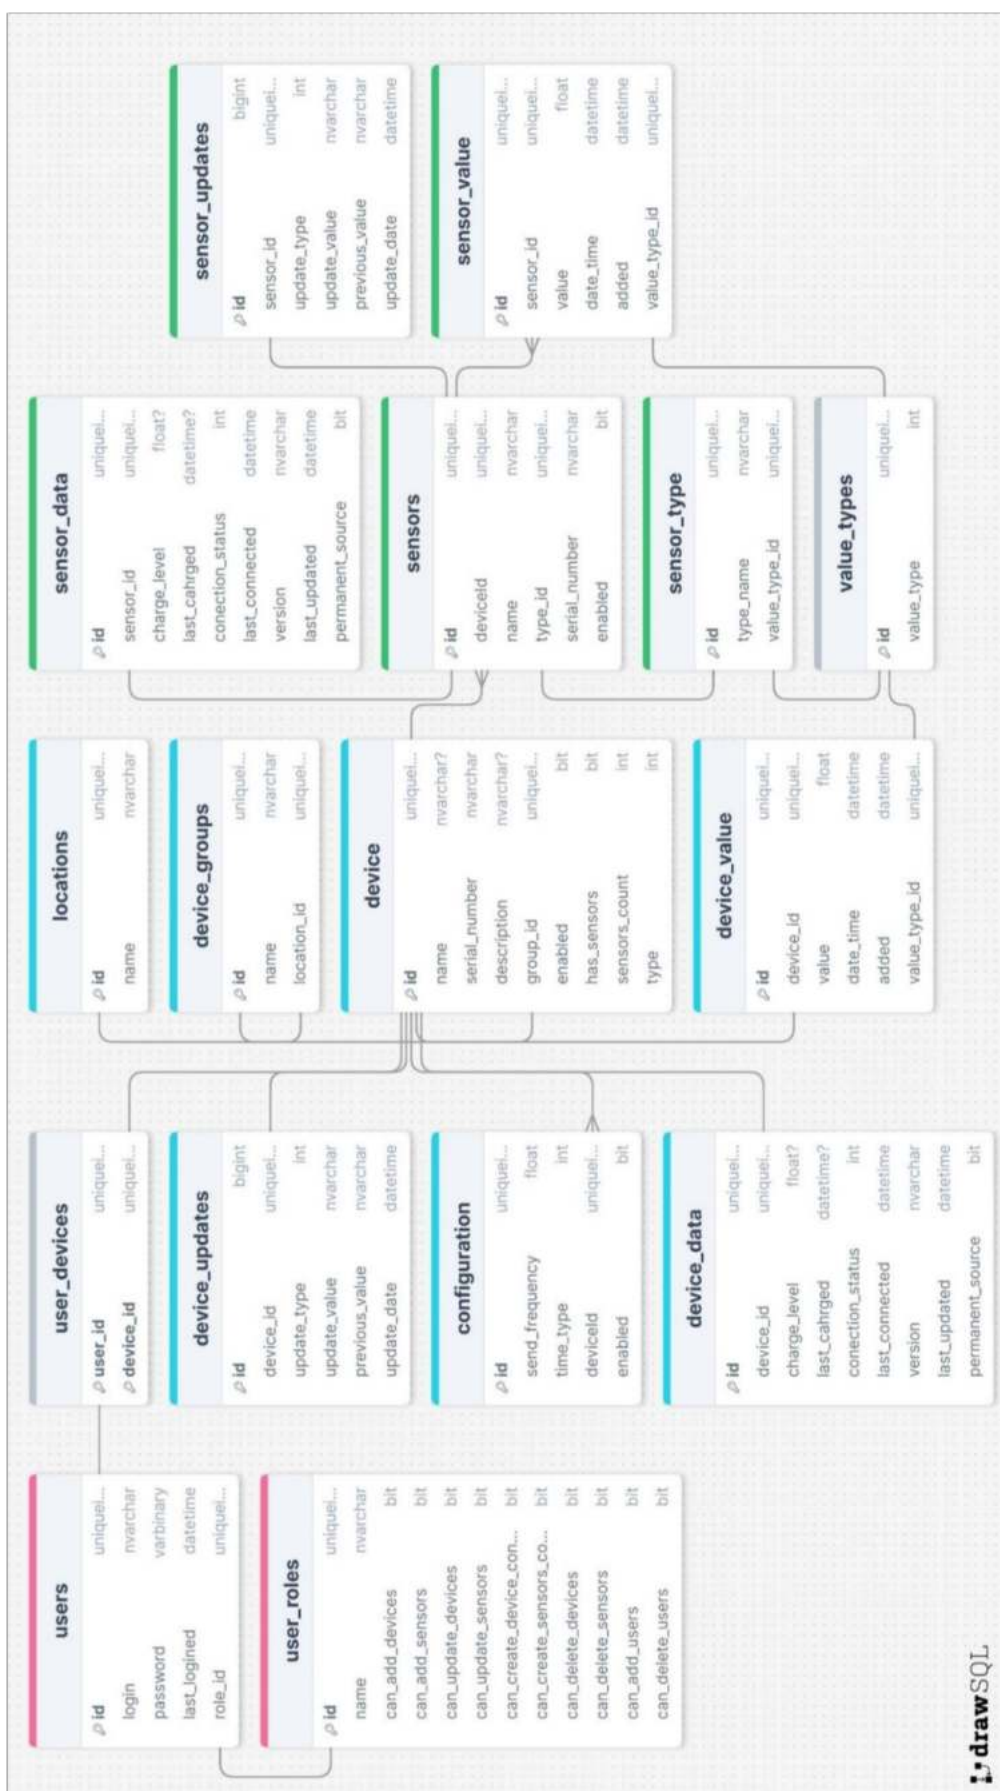 users
id uniquei...
login nvarchar
password varbinary
last_logined datetime
role_id uniquei...
user_roles
id uniquei...
name nvarchar
can_add_devices bit
can_add_sensors bit
can_update_devices bit
can_update_sensors bit
can_create_device_con... bit
can_create_sensors_co... bit
can_delete_devices bit
can_delete_sensors bit
can_add_users bit
can_delete_users bit
user_devices
user_id uniquei...
device_id uniquei...
device_updates
id bigint
device_id uniquei...
update_type int
update_value nvarchar
previous_value nvarchar
update_date datetime
configuration
id uniquei...
send_frequency float
time_type int
deviceId uniquei...
enabled bit
device_data
id uniquei...
device_id uniquei...
charge_level float?
last_cahrged datetime?
conection_status int
last_connected datetime
version nvarchar
last_updated datetime
permanent_source bit
locations
id uniquei...
name nvarchar
device_groups
id uniquei...
name nvarchar
location_id uniquei...
device
id uniquei...
name nvarchar?
serial_number nvarchar
description nvarchar?
group_id uniquei...
enabled bit
has_sensors bit
sensors_count int
type int
device_value
id uniquei...
device_id uniquei...
value float
date_time datetime
added datetime
value_type_id uniquei...
sensor_data
id uniquei...
sensor_id uniquei...
charge_level float?
last_cahrged datetime?
conection_status int
last_connected datetime
version nvarchar
last_updated datetime
permanent_source bit
sensors
id uniquei...
deviceId uniquei...
name nvarchar
type_id uniquei...
serial_number nvarchar
enabled bit
sensor_type
id uniquei...
type_name nvarchar
value_type_id uniquei...
value_types
id uniquei...
value_type int
sensor_updates
id bigint
sensor_id uniquei...
update_type int
update_value nvarchar
previous_value nvarchar
update_date datetime
sensor_value
id uniquei...
sensor_id uniquei...
value float
date_time datetime
added datetime
value_type_id uniquei...
drawSQL